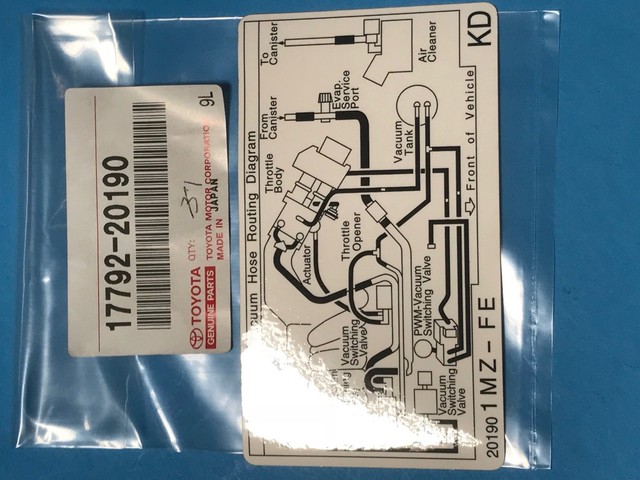 17792-20190
TOYOTA QTY:
GENUINE PARTS TOYOTA MOTOR CORPORATION
MADE IN JAPAN
9L
Hose Routing Diagram
KD
To
Canister
Air
Cleaner
From
Canister
Evap.
Service
Port
Vacuum
Tank
Throttle
Body
Front of Vehicle
Actuator
Throttle
Opener
Vacuum
Switching
Valve
PWM-Vacuum
Switching Valve
Vacuum
Switching
Valve
20190 1MZ-FE